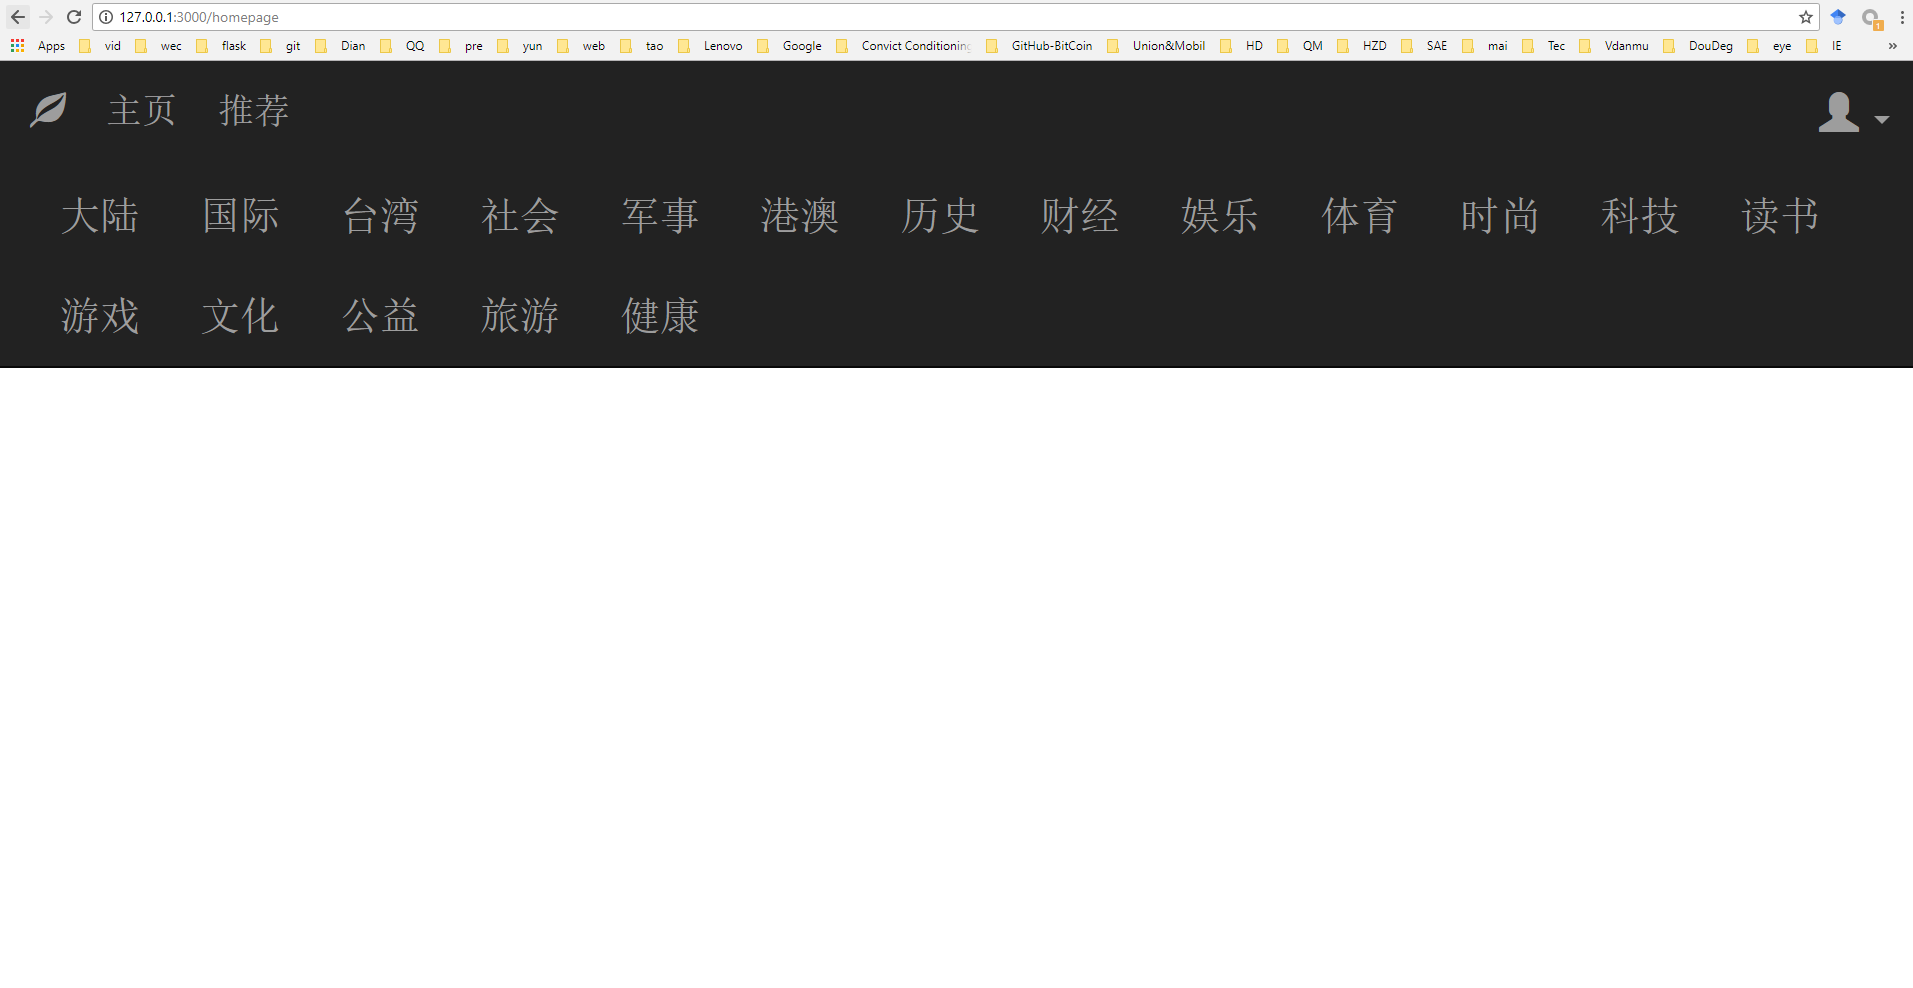 127.0.0.1:3000/homepage
Apps vid wec flask git Dian QQ pre yun web tao Lenovo Google Convict Conditioning GitHub-BitCoin Union&Mobil HD QM HZD SAE mai Tec Vdanmu DouDeg eye IE »
1
主页 推荐
大陆 国际 台湾 社会 军事 港澳 历史 财经 娱乐 体育 时尚 科技 读书
游戏 文化 公益 旅游 健康